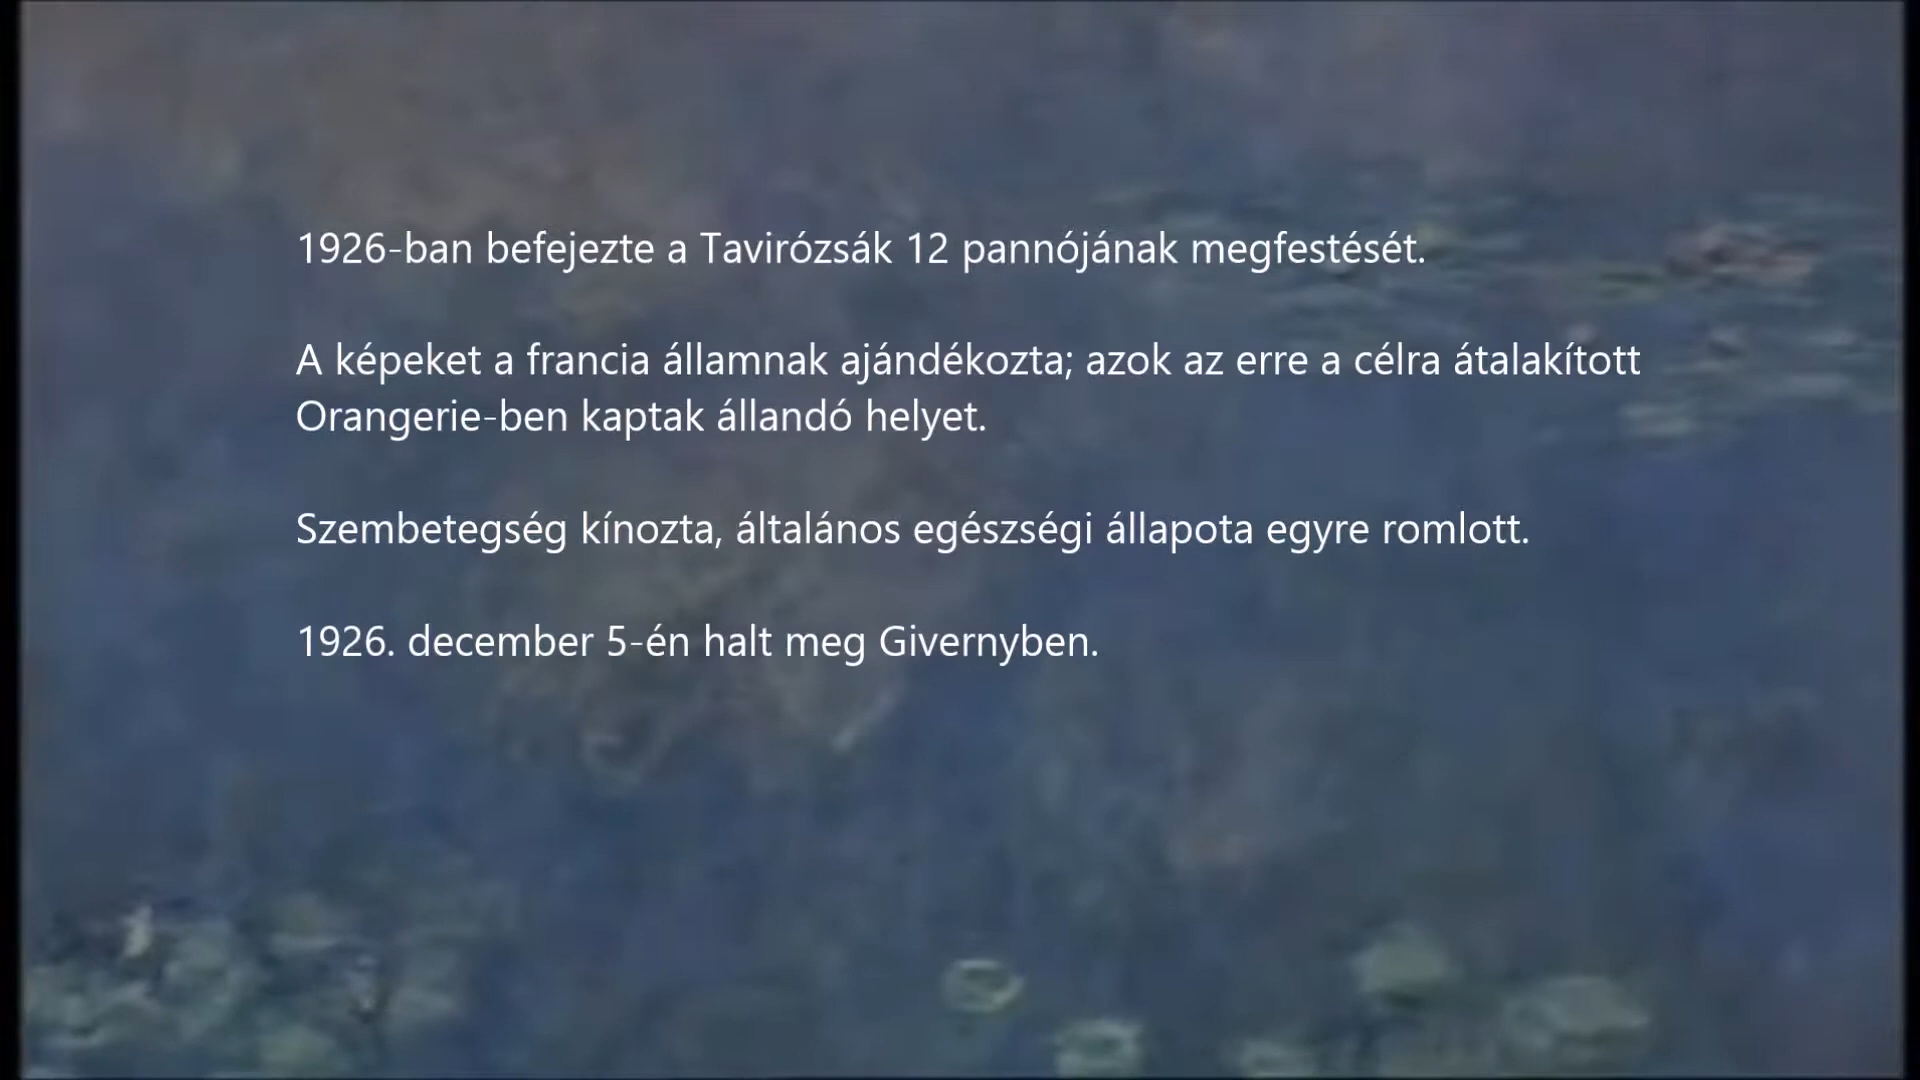 1926-ban befejezte a Tavirózsák 12 pannójának megfestését.
A képeket a francia államnak ajándékozta; azok az erre a célra átalakított
Orangerie-ben kaptak állandó helyet.
Szembetegség kínozta, általános egészségi állapota egyre romlott.
1926. december 5-én halt meg Givernyben.